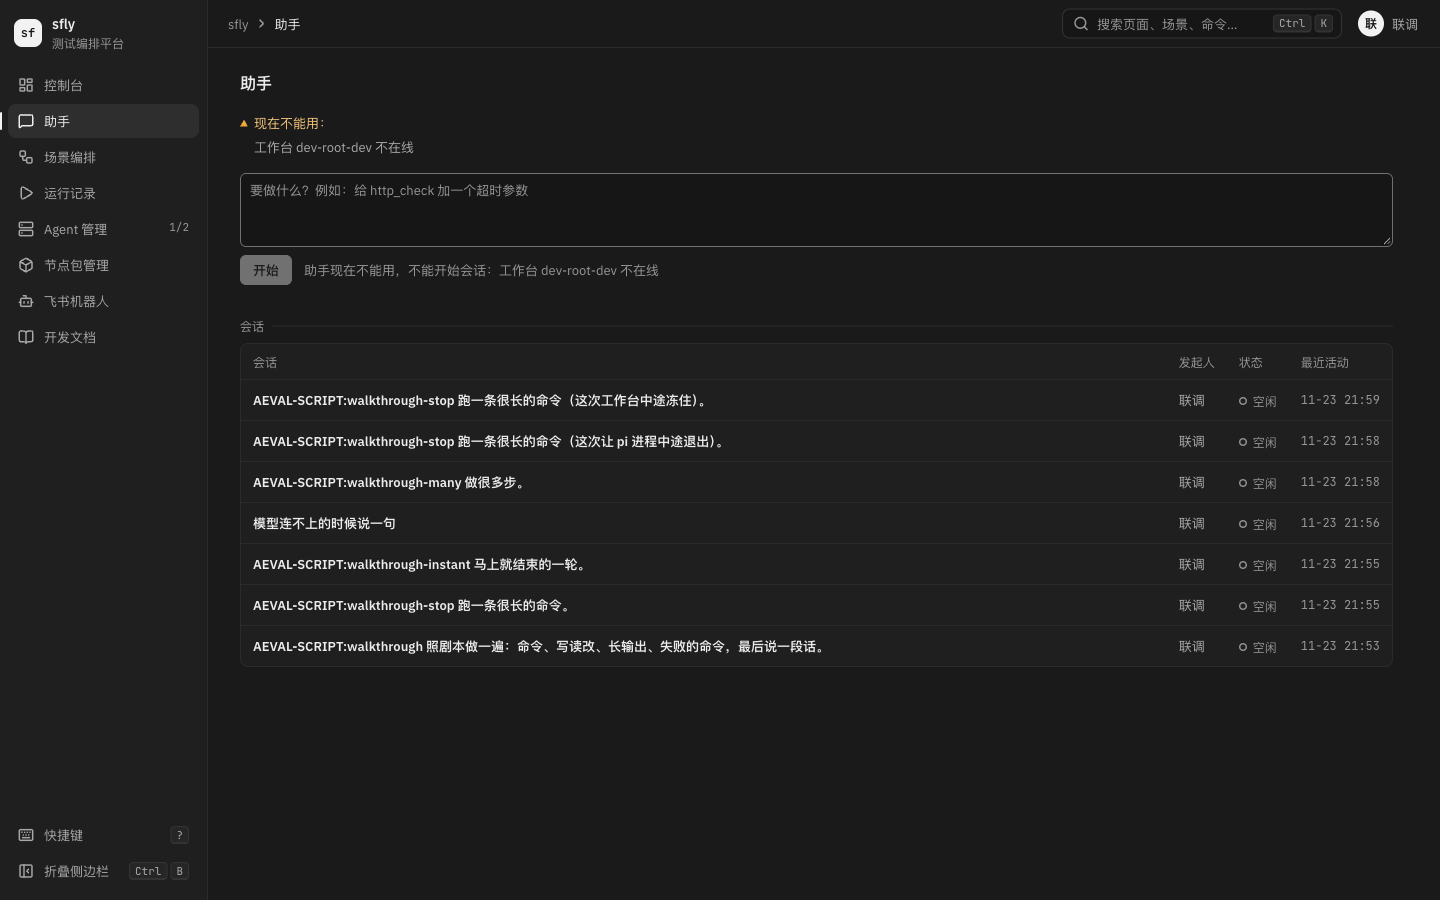 sf
sfly
测试编排平台
控制台
助手
场景编排
运行记录
Agent 管理 1/2
节点包管理
飞书机器人
开发文档
快捷键 ?
折叠侧边栏 Ctrl B
sfly > 助手
搜索页面、场景、命令... Ctrl K
联 联调
助手
现在不能用：
工作台 dev-root-dev 不在线
要做什么？例如：给 http_check 加一个超时参数
开始 助手现在不能用，不能开始会话：工作台 dev-root-dev 不在线
会话
会话 发起人 状态 最近活动
AEVAL-SCRIPT:walkthrough-stop 跑一条很长的命令（这次工作台中途冻住）。 联调 空闲 11-23 21:59
AEVAL-SCRIPT:walkthrough-stop 跑一条很长的命令（这次让 pi 进程中途退出）。 联调 空闲 11-23 21:58
AEVAL-SCRIPT:walkthrough-many 做很多步。 联调 空闲 11-23 21:58
模型连不上的时候说一句 联调 空闲 11-23 21:56
AEVAL-SCRIPT:walkthrough-instant 马上就结束的一轮。 联调 空闲 11-23 21:55
AEVAL-SCRIPT:walkthrough-stop 跑一条很长的命令。 联调 空闲 11-23 21:55
AEVAL-SCRIPT:walkthrough 照剧本做一遍：命令、写读改、长输出、失败的命令，最后说一段话。 联调 空闲 11-23 21:53